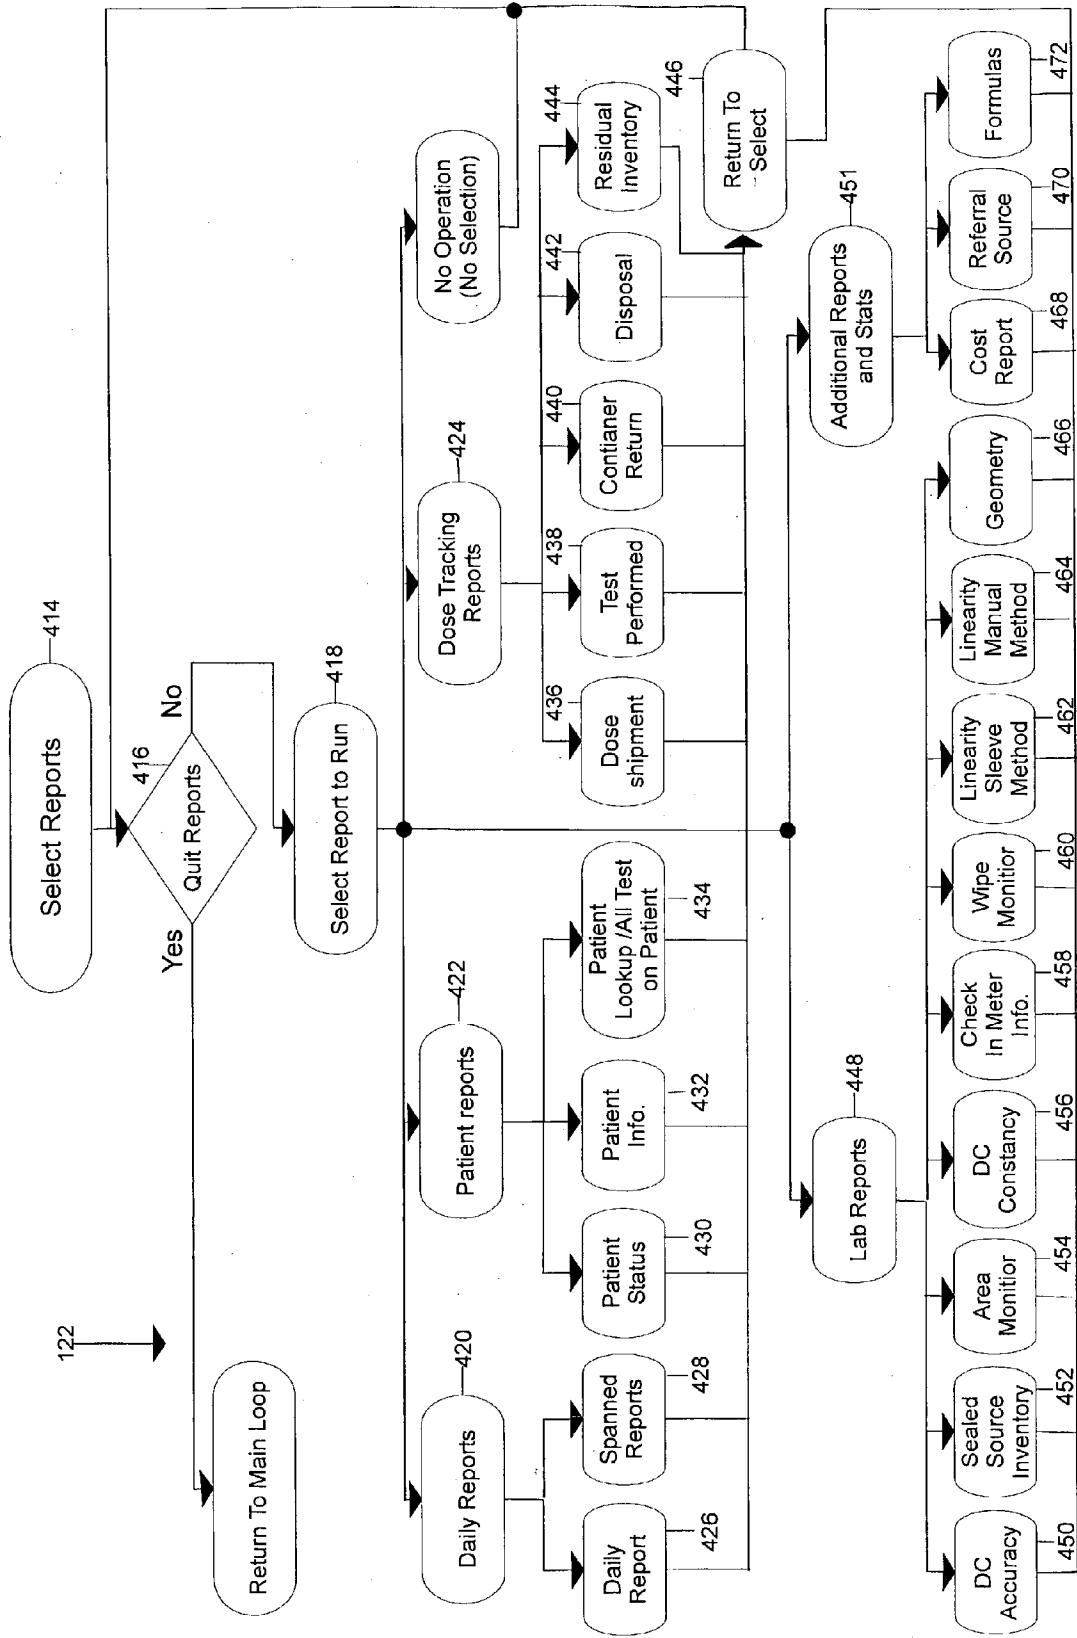 Select Reports
414
416
Quit Reports
Yes
No
122
Return To Main Loop
Select Report to Run
418
Daily Reports
420
Patient reports
422
Dose Tracking
Reports
424
No Operation
(No Selection)
Daily
Report
426
Spanned
Reports
428
Patient
Status
430
Patient
Info.
432
Patient
Lookup /All Test
on Patient
434
Dose
shipment
436
Test
Performed
438
Contianer
Return
440
Disposal
442
Residual
Inventory
444
Return To
Select
446
Lab Reports
448
Additional Reports
and Stats
451
DC
Accuracy
450
Sealed
Source
Inventory
452
Area
Monitior
454
DC
Constancy
456
Check
In Meter
Info.
458
Wipe
Monitior
460
Linearity
Sleeve
Method
462
Linearity
Manual
Method
464
Geometry
466
Cost
Report
468
Referral
Source
470
Formulas
472